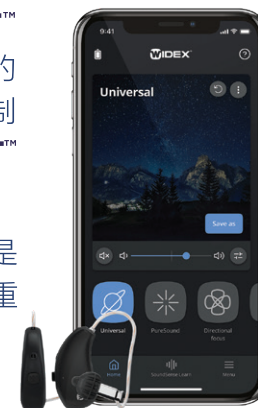 ™
的
制
™
是
重
9:41
WIDEX
Universal
Save as
Universal
PureSound
Directional
focus
Home
SoundSense Learn
Menu